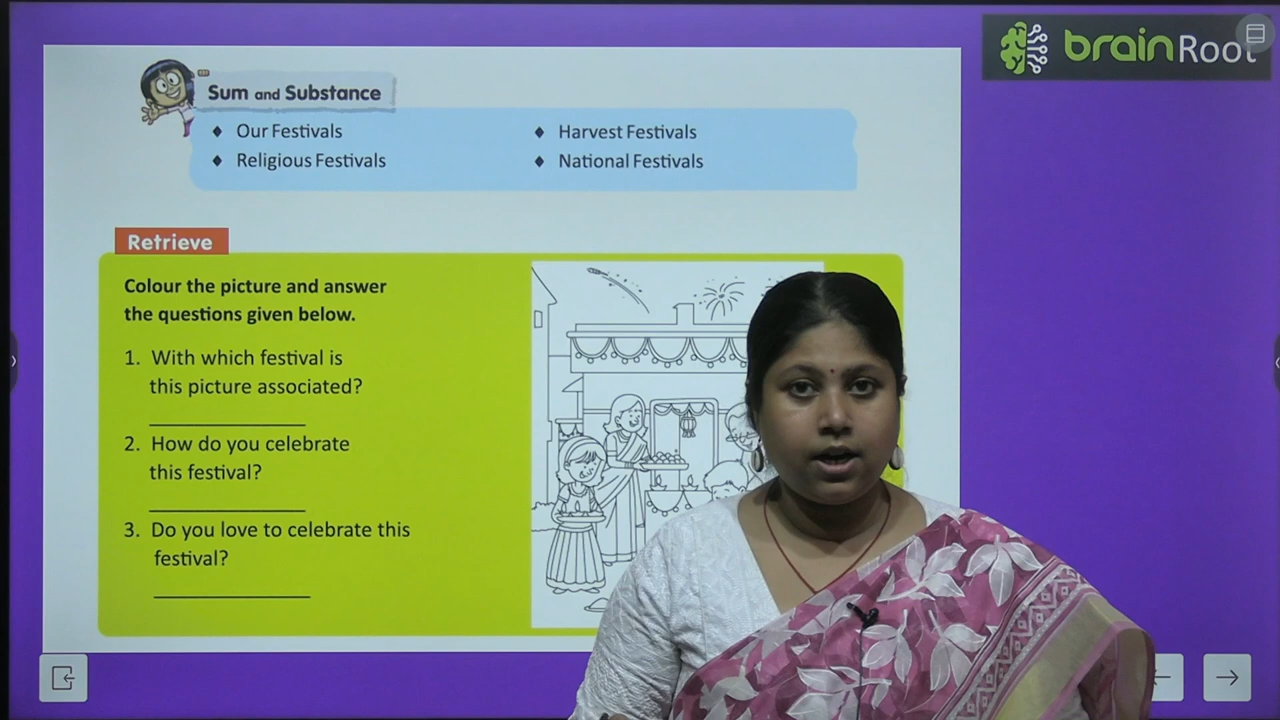 brainRoot
Sum and Substance
♦ Our Festivals
♦ Harvest Festivals
♦ Religious Festivals
♦ National Festivals
Retrieve
Colour the picture and answer
the questions given below.
1. With which festival is
this picture associated?
2. How do you celebrate
this festival?
3. Do you love to celebrate this
festival?